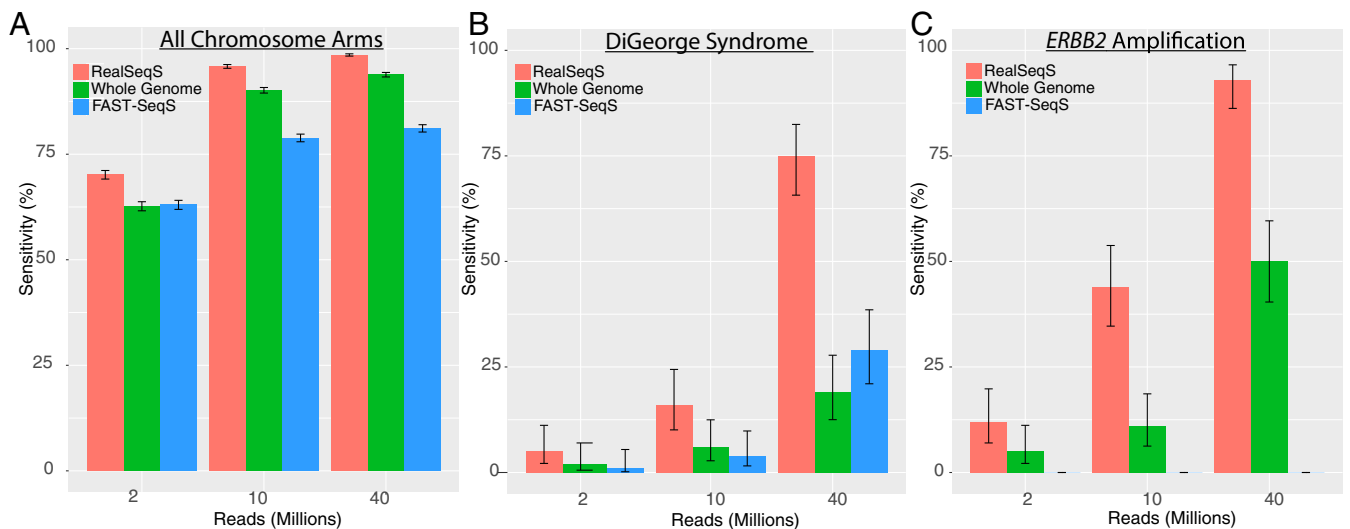 A
All Chromosome Arms
RealSeqS
Whole Genome
FAST-SeqS
Sensitivity (%)
100
75
50
25
0
2
10
40
Reads (Millions)
B
DiGeorge Syndrome
RealSeqS
Whole Genome
FAST-SeqS
Sensitivity (%)
100
75
50
25
0
2
10
40
Reads (Millions)
C
ERBB2 Amplification
RealSeqS
Whole Genome
FAST-SeqS
Sensitivity (%)
100
75
50
25
0
2
10
40
Reads (Millions)